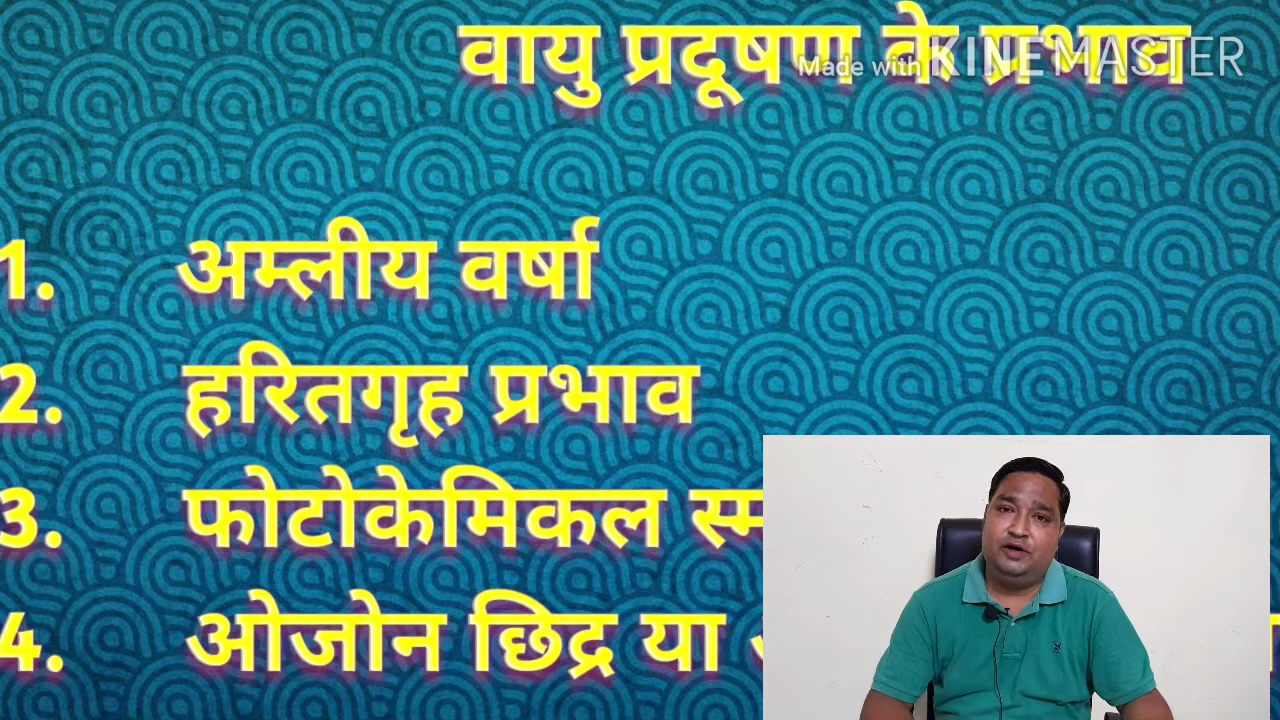 वायु प्रदूषण के प्रभाव
Made with KINEMASTER
1. अम्लीय वर्षा
2. हरितगृह प्रभाव
3. फोटोकेमिकल
4. ओजोन छिद्र या